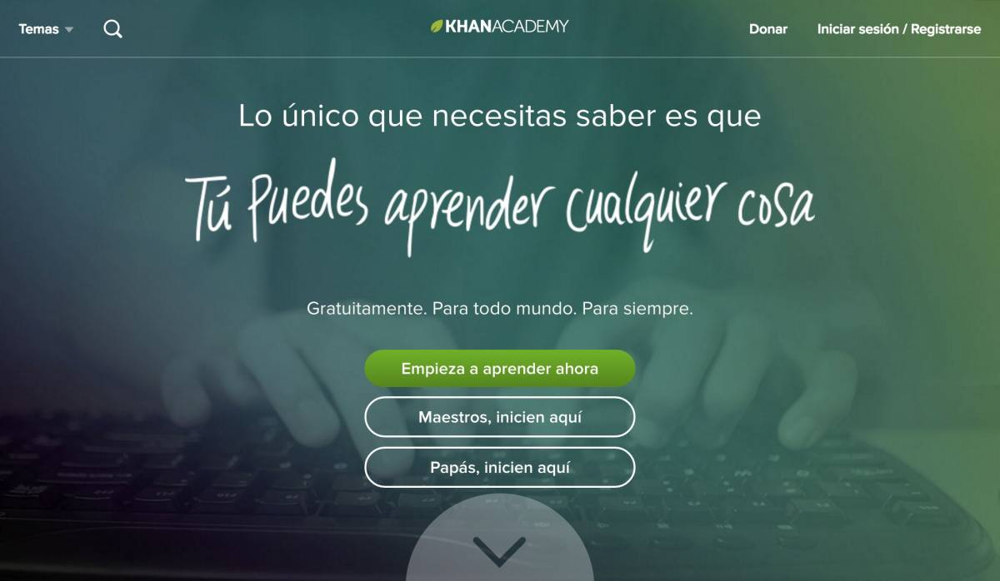 Temas
KHANACADEMY
Donar
Iniciar sesión / Registrarse
Lo único que necesitas saber es que
Tú Puedes aprender cualquier cosa
Gratuitamente. Para todo mundo. Para siempre.
Empieza a aprender ahora
Maestros, inicien aquí
Papás, inicien aquí